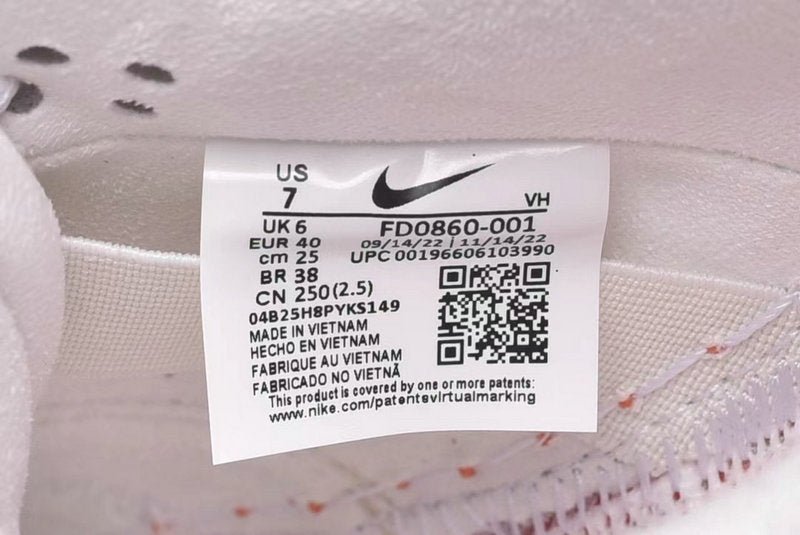 US
7
VH
UK 6
FD0860-001
EUR 40
09/14/22 | 11/14/22
cm 25
UPC 00196606103990
BR 38
CN 250(2.5)
04B25H8PYKS149
MADE IN VIETNAM
HECHO EN VIETNAM
FABRIQUE AU VIETNAM
FABRICADO NO VIETNÃ
This product is covered by one or more patents:
www.nike.com/patentsvirtualmarking